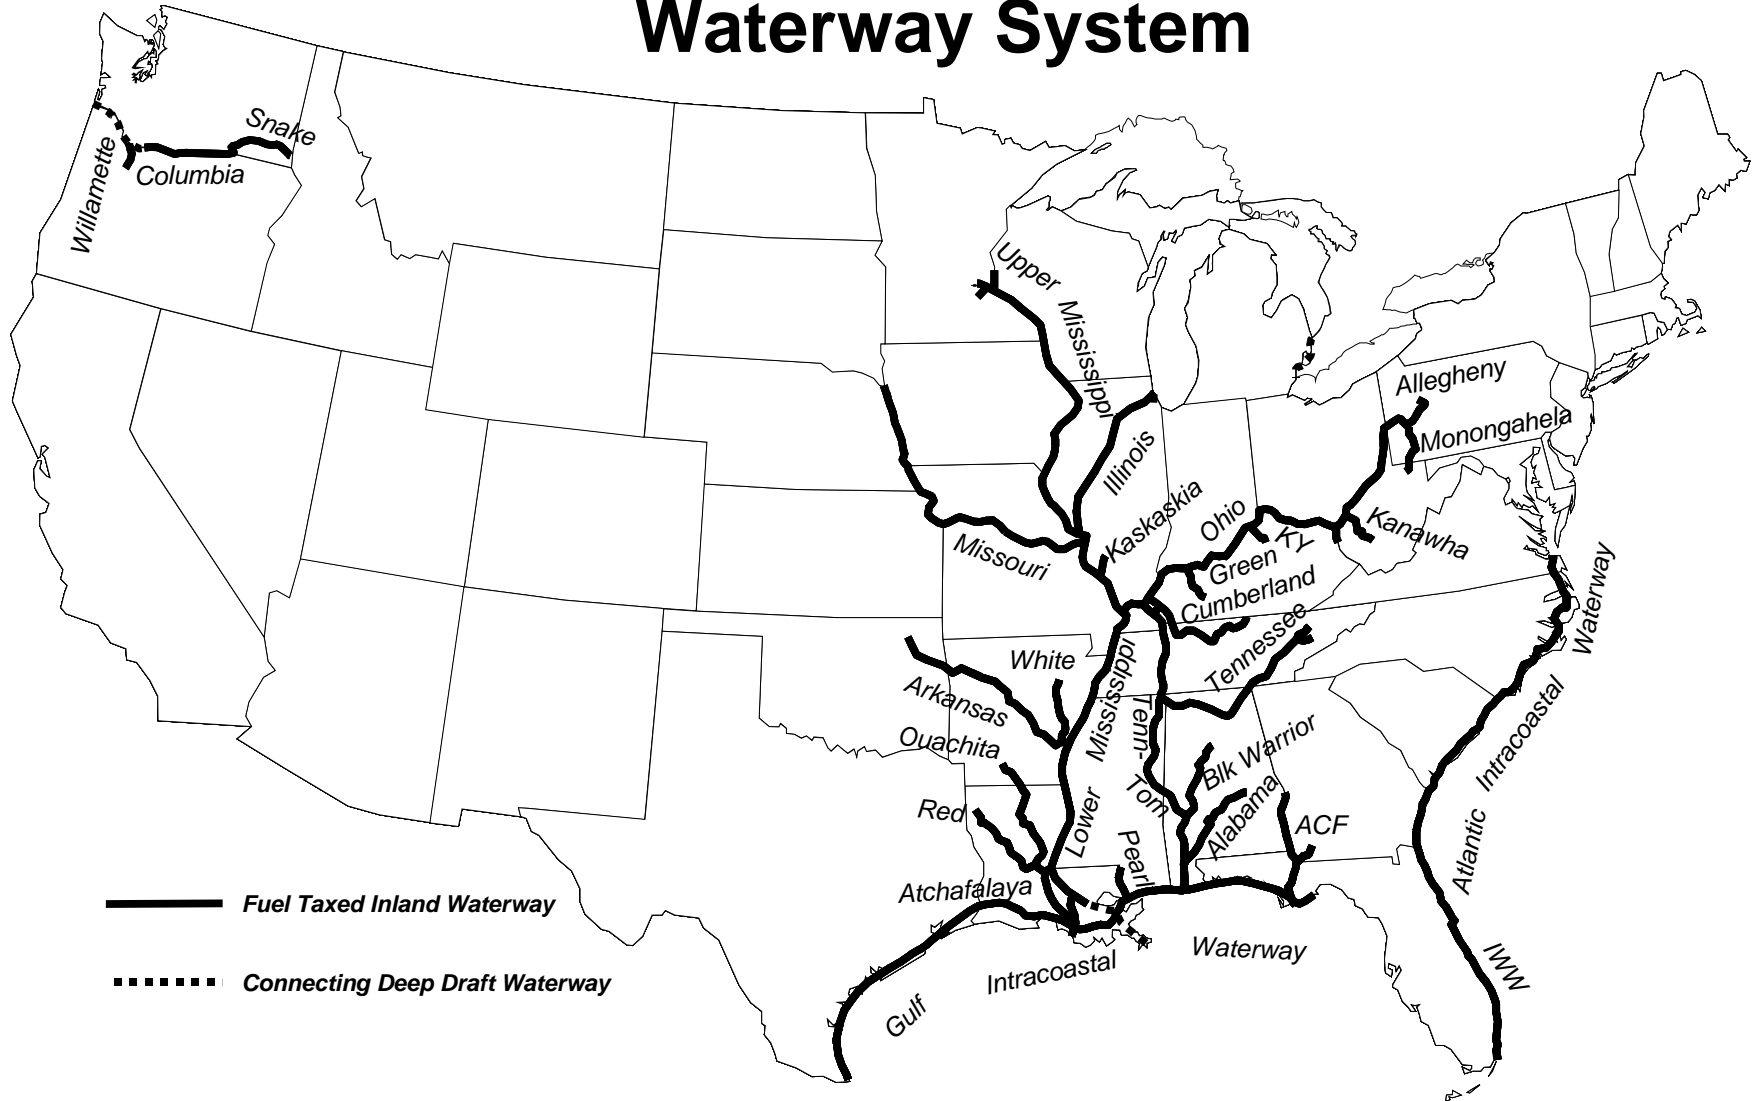 Waterway System
Snake
Willamette
Columbia
Upper
Mississippi
Allegheny
Monongahela
Illinois
Kaskaskia
Ohio
KY
Kanawha
Missouri
Green
Cumberland
Waterway
White
Tennessee
Arkansas
Mississippi
Tenn-
Intracoastal
Ouachita
Blk Warrior
Tom
Alabama
Red
Lower
Pearl
ACF
Atlantic
Atchafalaya
Fuel Taxed Inland Waterway
Waterway
IWW
Intracoastal
Connecting Deep Draft Waterway
Gulf